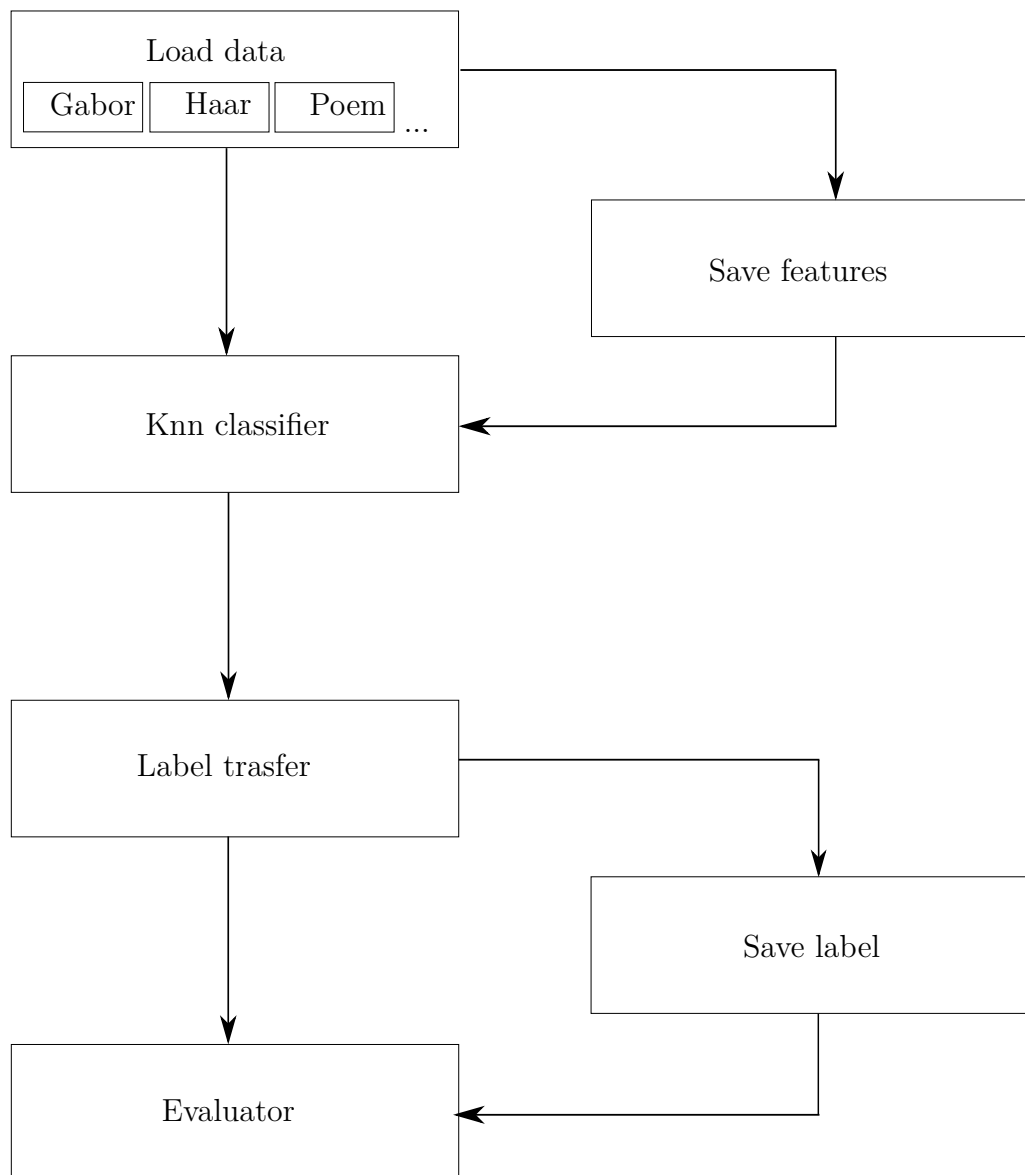 Load data
Gabor Haar Poem ...
Save features
Knn classifier
Label trasfer
Save label
Evaluator